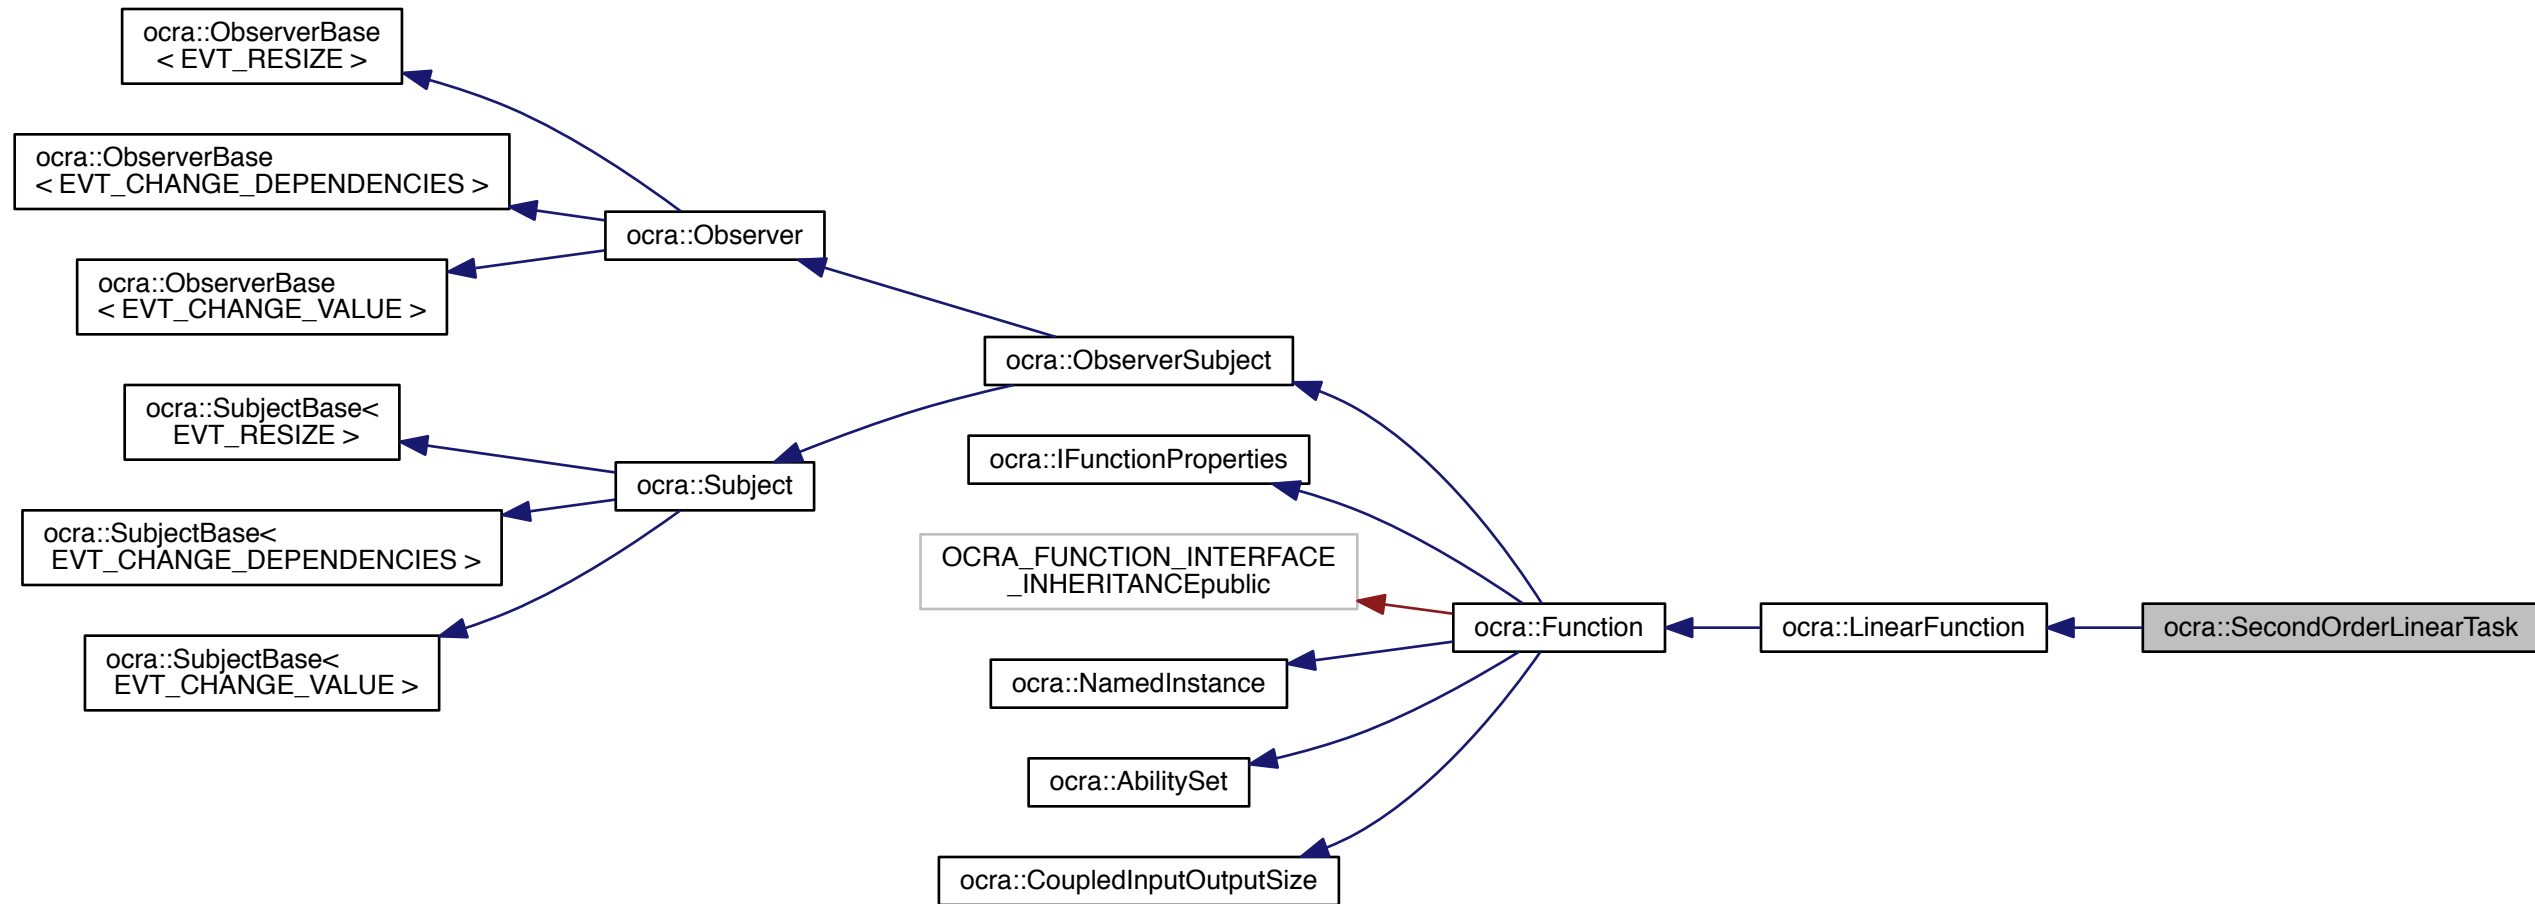 ocra::ObserverBase
< EVT_RESIZE >
ocra::ObserverBase
< EVT_CHANGE_DEPENDENCIES >
ocra::Observer
ocra::ObserverBase
< EVT_CHANGE_VALUE >
ocra::ObserverSubject
ocra::SubjectBase<
EVT_RESIZE >
ocra::IFunctionProperties
ocra::Subject
ocra::SubjectBase<
EVT_CHANGE_DEPENDENCIES >
OCRA_FUNCTION_INTERFACE
_INHERITANCEpublic
ocra::Function
ocra::LinearFunction
ocra::SecondOrderLinearTask
ocra::SubjectBase<
EVT_CHANGE_VALUE >
ocra::NamedInstance
ocra::AbilitySet
ocra::CoupledInputOutputSize